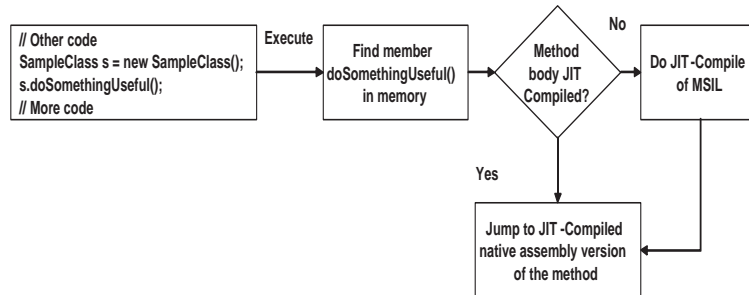 // Other code
SampleClass s = new SampleClass();
s.doSomethingUseful();
// More code
Execute
Find member
doSomethingUseful()
in memory
Method
body JIT
Compiled?
No
Do JIT -Compile
of MSIL
Yes
Jump to JIT -Compiled
native assembly version
of the method